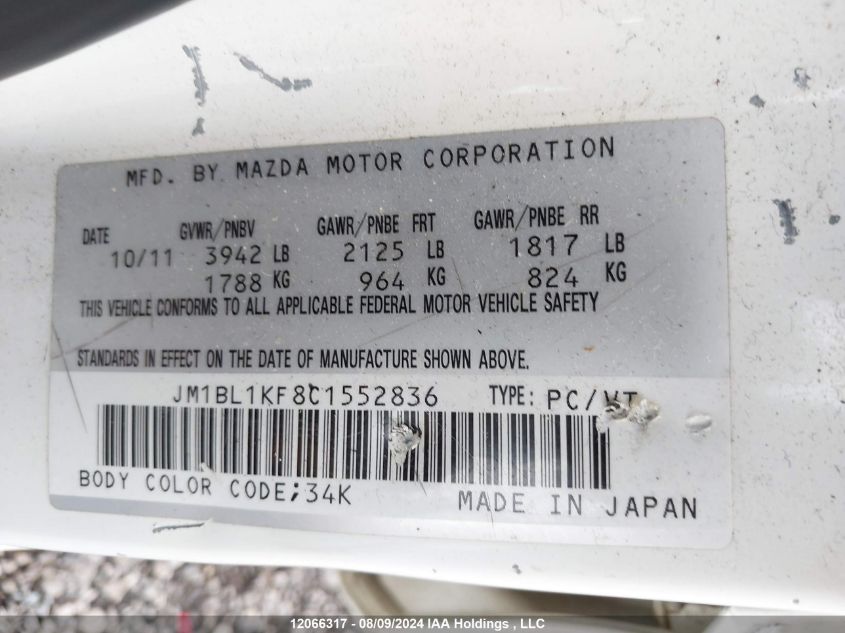 MFD. BY MAZDA MOTOR CORPORATION
DATE GVWR/PNBV GAWR/PNBE FRT GAWR/PNBE RR
10/11 3942 LB 2125 LB 1817 LB
1788 KG 964 KG 824 KG
THIS VEHICLE CONFORMS TO ALL APPLICABLE FEDERAL MOTOR VEHICLE SAFETY
STANDARDS IN EFFECT ON THE DATE OF MANUFACTURE SHOWN ABOVE.
JM1BL1KF8C1552836 TYPE: PC/VT
BODY COLOR CODE;34K MADE IN JAPAN
12066317 - 08/09/2024 IAA Holdings , LLC